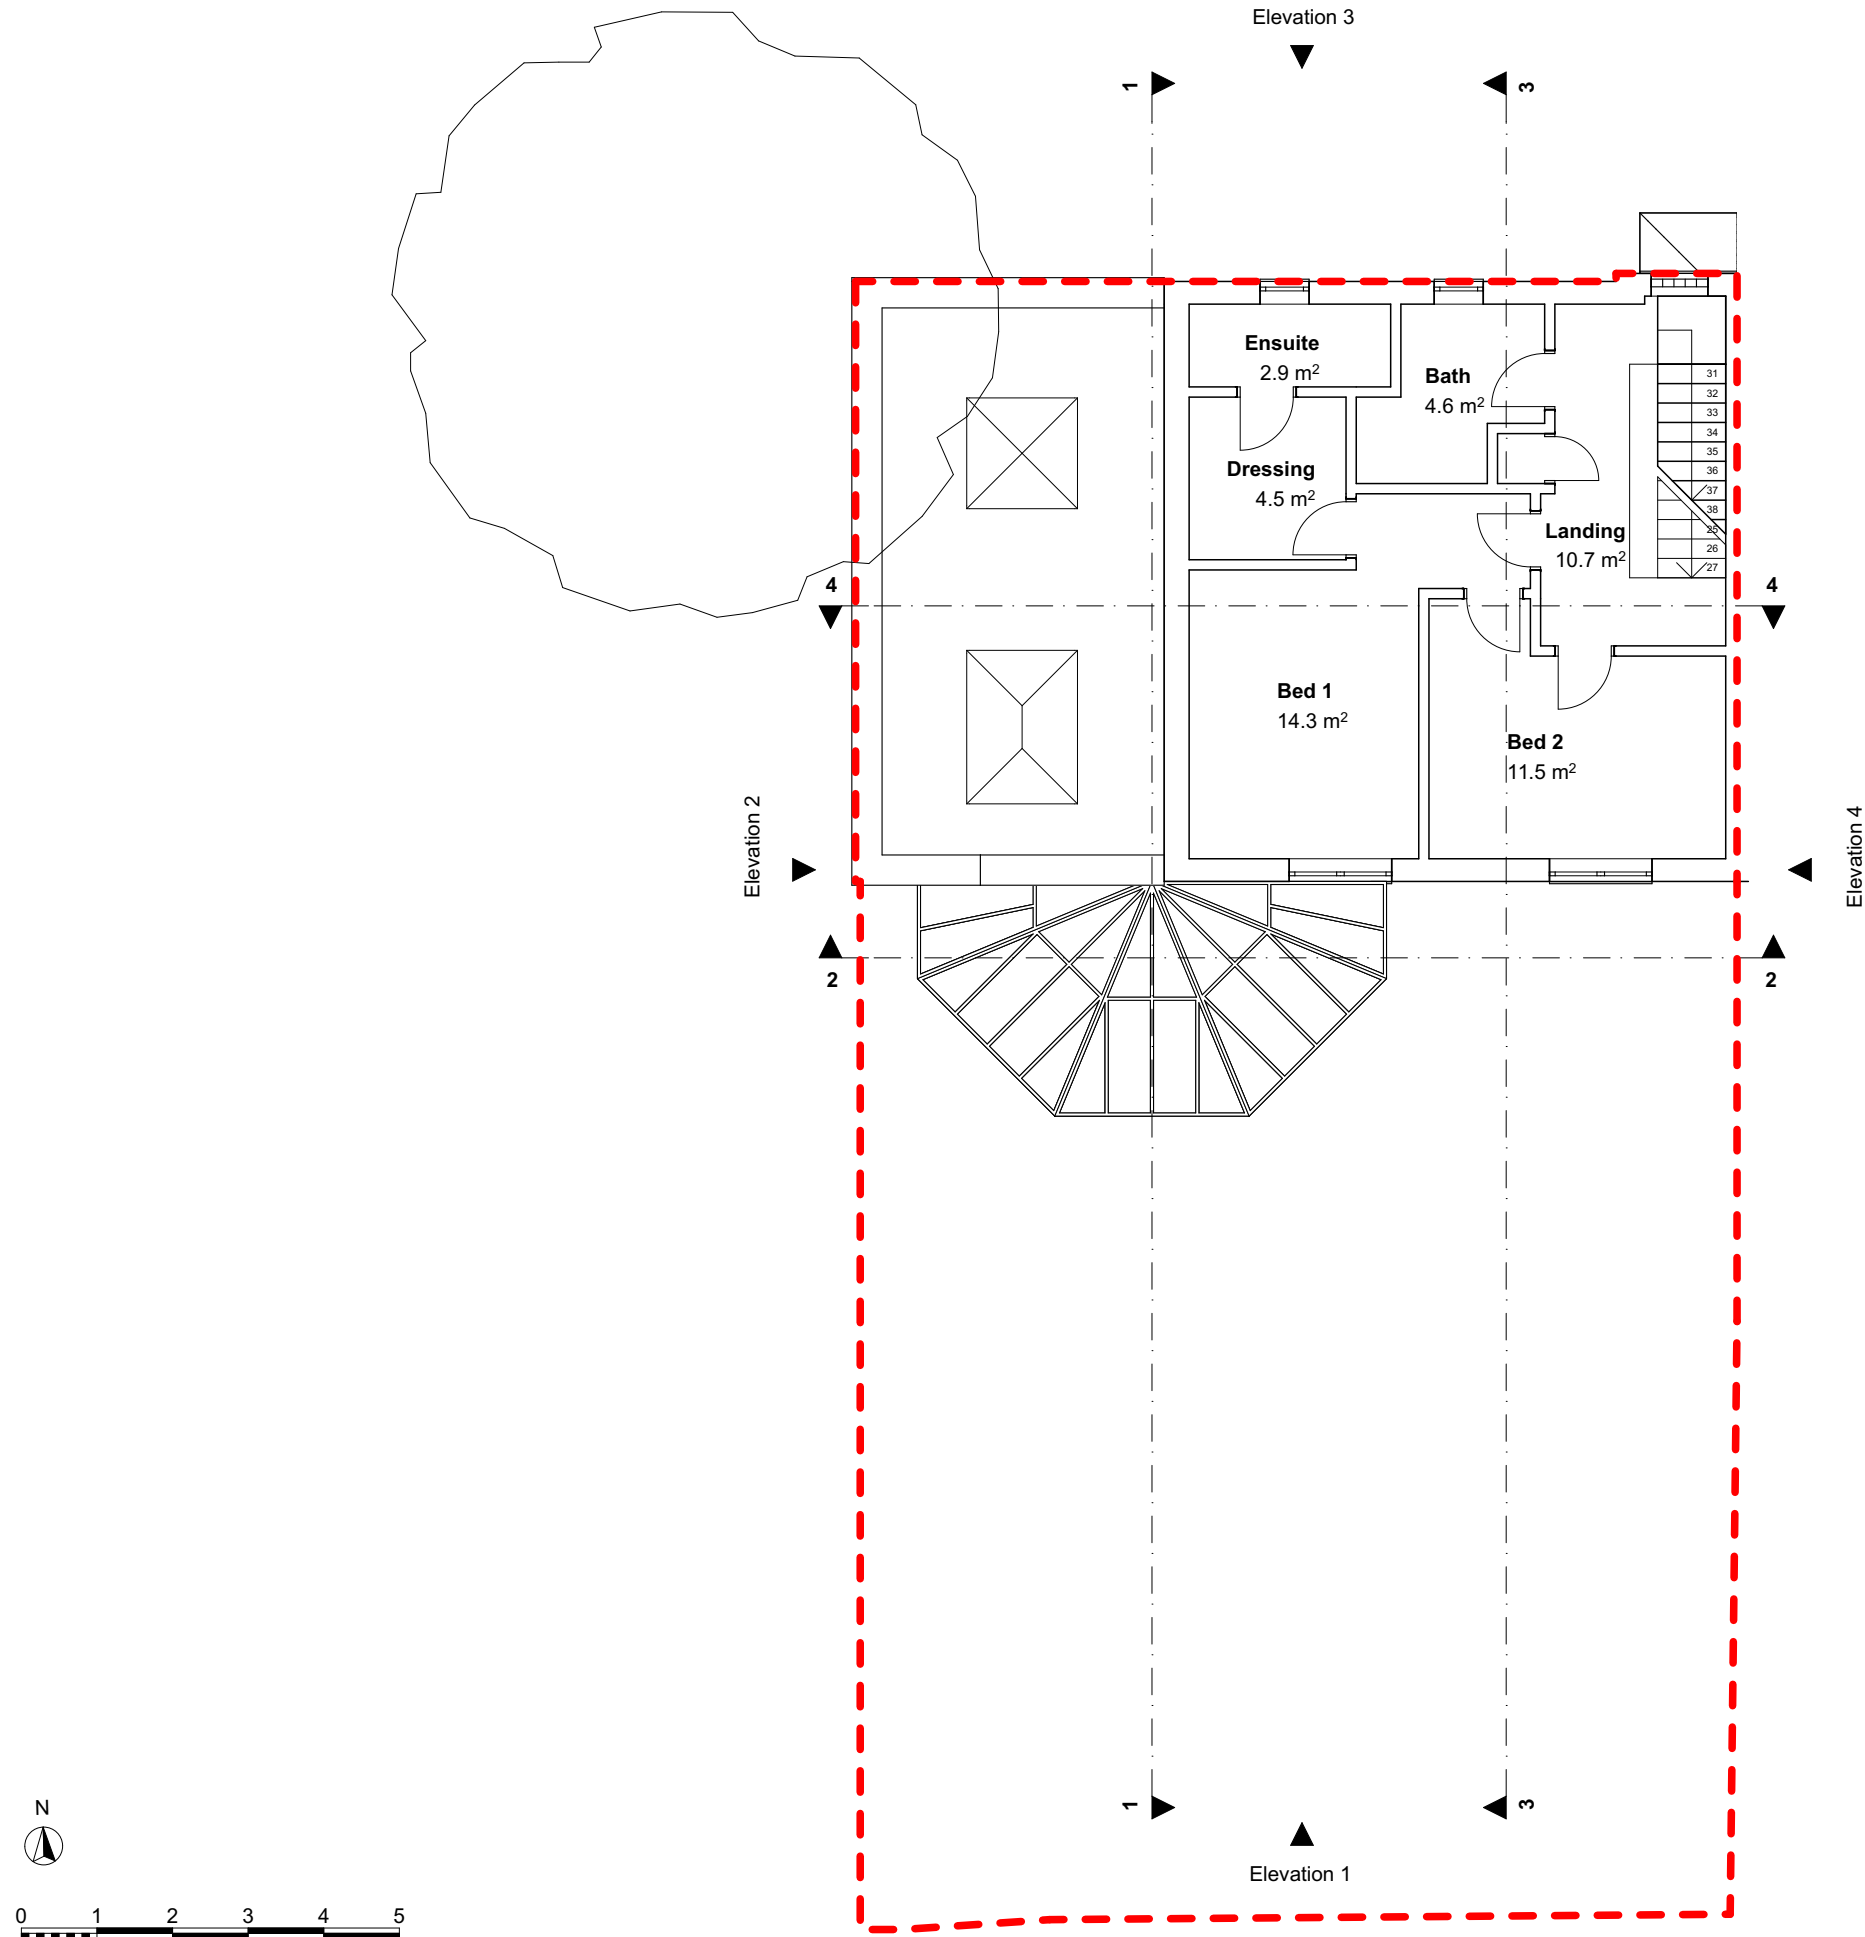 Elevation 3
1
3
Ensuite
2.9 m²
Bath
4.6 m²
31
32
33
34
35
36
37
38
25
26
27
Dressing
4.5 m²
Landing
10.7 m²
4
4
Bed 1
14.3 m²
Bed 2
11.5 m²
Elevation 2
Elevation 4
2
2
1
3
Elevation 1
N
0 1 2 3 4 5